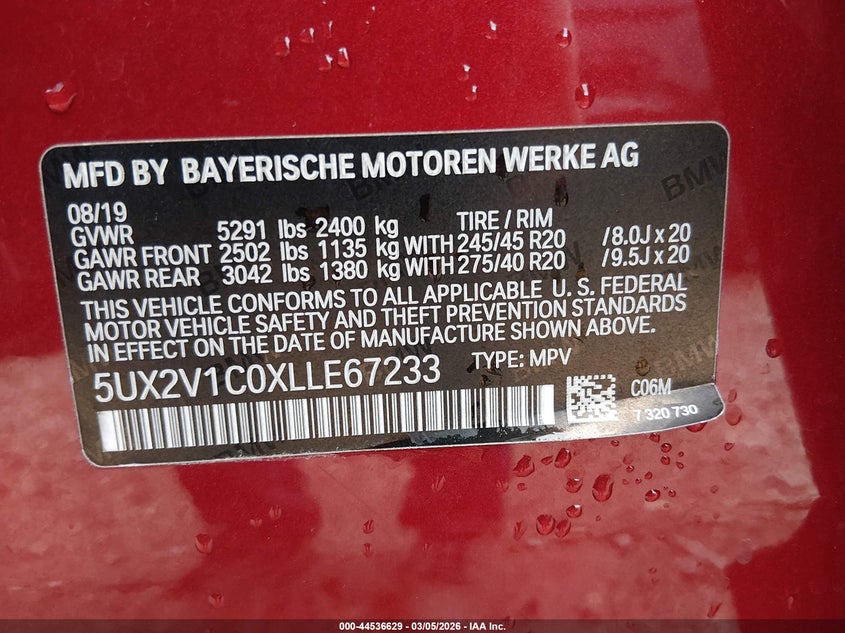 MFD BY BAYERISCHE MOTOREN WERKE AG
08/19
GVWR 5291 lbs 2400 kg TIRE / RIM
GAWR FRONT 2502 lbs 1135 kg WITH 245/45 R20 /8.0J x 20
GAWR REAR 3042 lbs 1380 kg WITH 275/40 R20 /9.5J x 20
THIS VEHICLE CONFORMS TO ALL APPLICABLE U. S. FEDERAL
MOTOR VEHICLE SAFETY AND THEFT PREVENTION STANDARDS
IN EFFECT ON THE DATE OF MANUFACTURE SHOWN ABOVE.
5UX2V1C0XLLE67233 TYPE: MPV
C06M
7 320 730
BMW
000-44536629 - 03/05/2026 - IAA Inc.